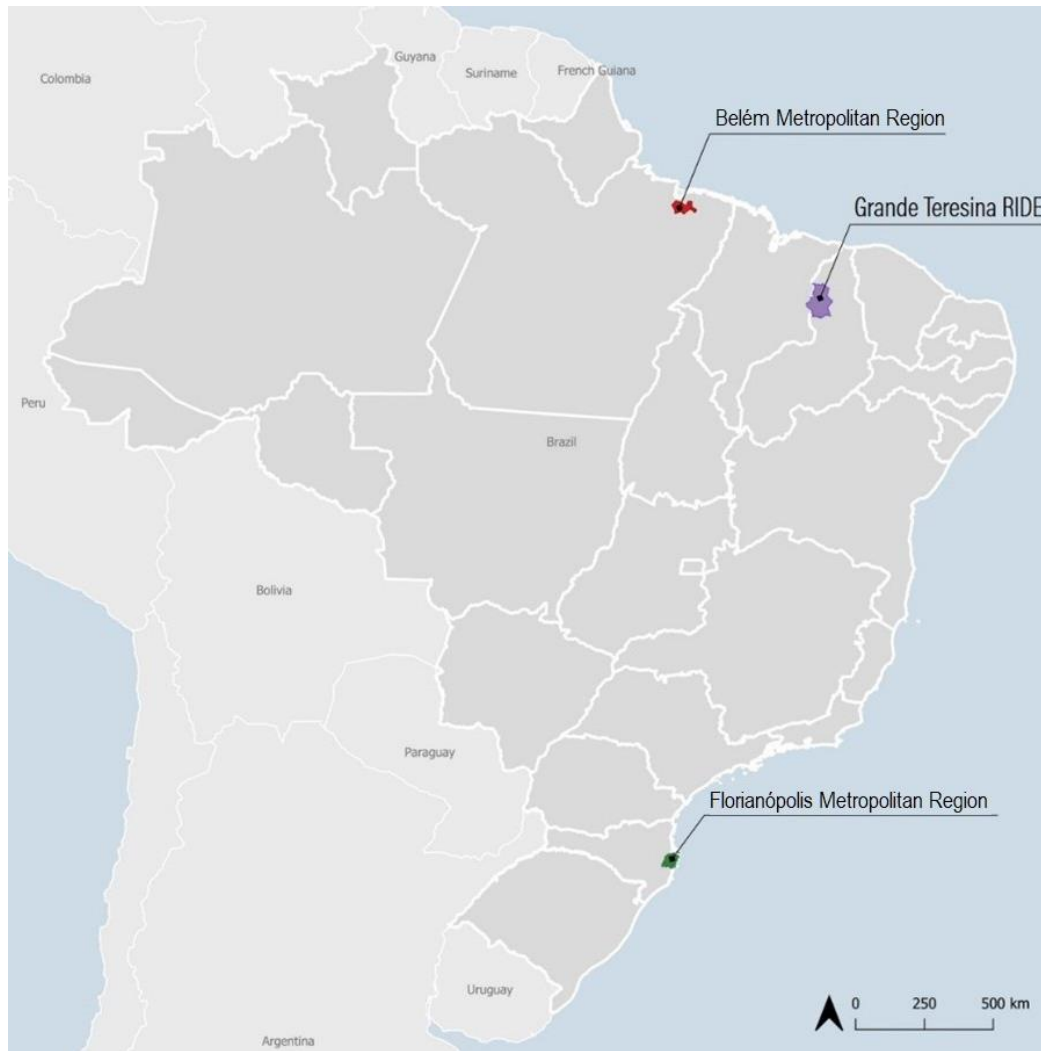 Guyana
Colombia
Suriname
French Guiana
Belém Metropolitan Region
Grande Teresina RIDE
Peru
Brazil
Bolivia
Paraguay
Florianópolis Metropolitan Region
Uruguay
0 250 500 km
Argentina